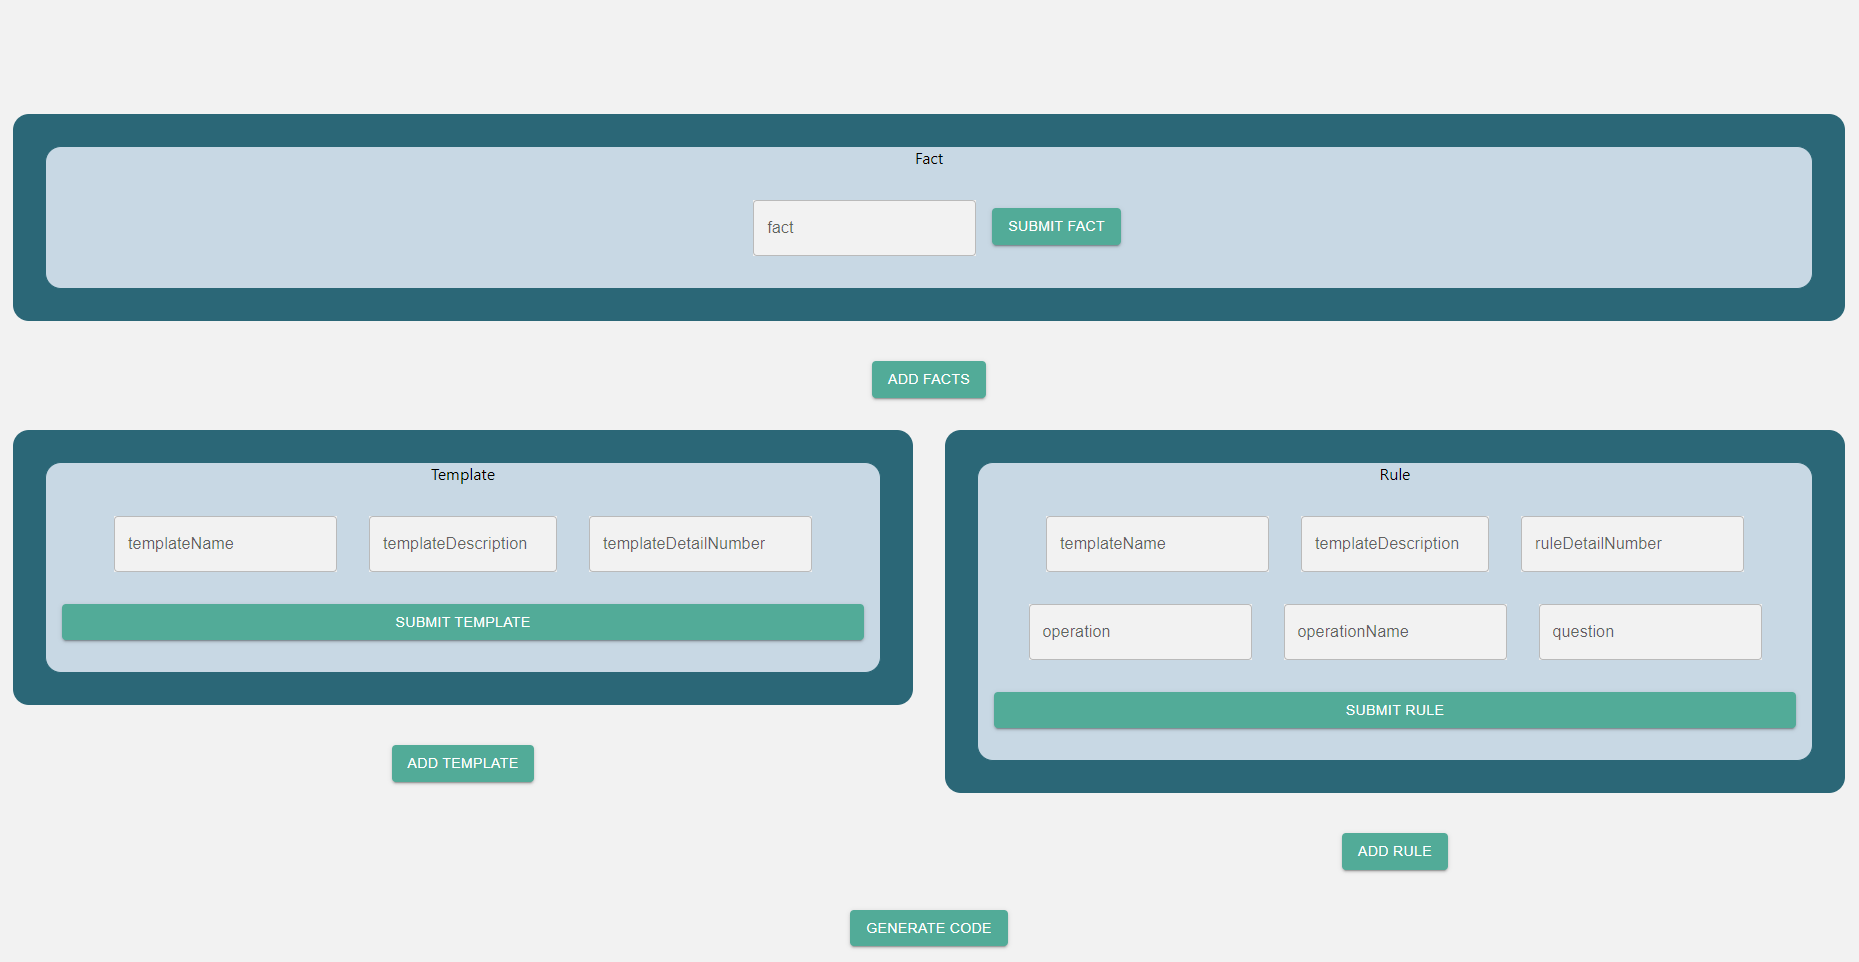 Fact
fact
SUBMIT FACT
ADD FACTS
Template
templateName templateDescription templateDetailNumber
SUBMIT TEMPLATE
ADD TEMPLATE
Rule
templateName templateDescription ruleDetailNumber
operation operationName question
SUBMIT RULE
ADD RULE
GENERATE CODE